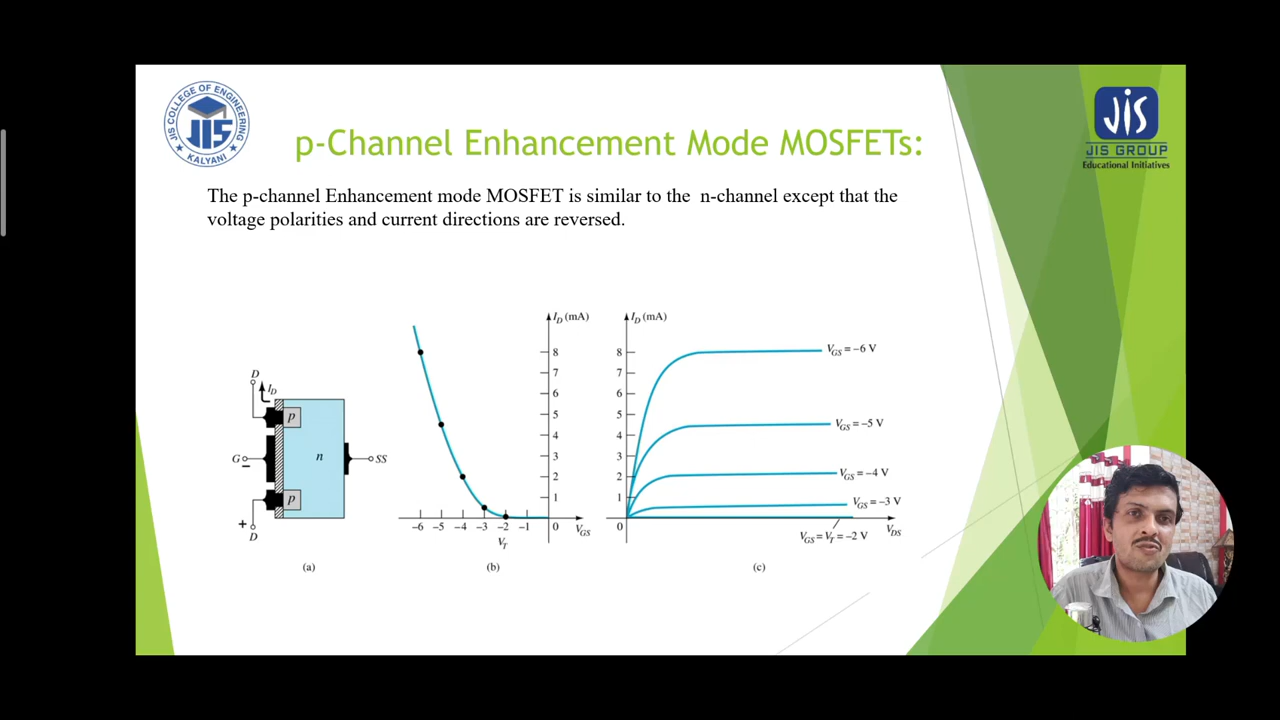 JIS COLLEGE OF ENGINEERING
JIS
KALYANI
JIS
JIS GROUP
Educational Initiatives
p-Channel Enhancement Mode MOSFETs:
The p-channel Enhancement mode MOSFET is similar to the n-channel except that the
voltage polarities and current directions are reversed.
D
I_D
p
G
−
n
SS
p
+
D
(a)
I_D (mA)
8
7
6
5
4
3
2
1
−6 −5 −4 −3 −2 −1 0 V_GS
V_T
(b)
I_D (mA)
8
7
6
5
4
3
2
1
0
V_GS = −6 V
V_GS = −5 V
V_GS = −4 V
V_GS = −3 V
V_GS = V_T = −2 V
V_DS
(c)